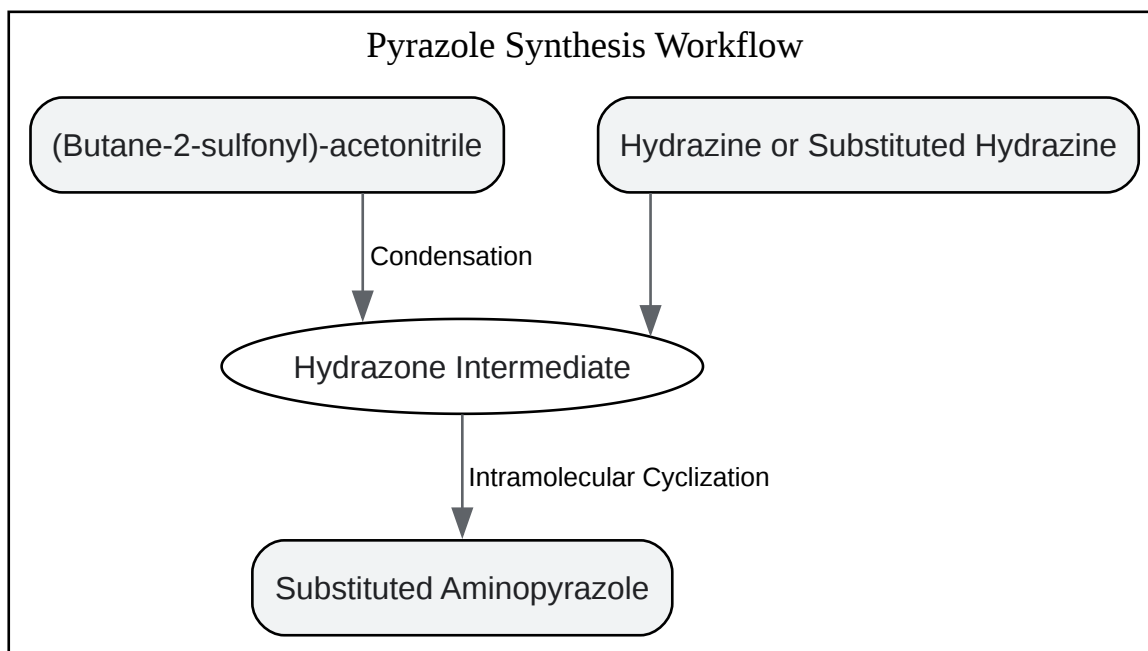 Pyrazole Synthesis Workflow
(Butane-2-sulfonyl)-acetonitrile
Hydrazine or Substituted Hydrazine
Condensation
Hydrazone Intermediate
Intramolecular Cyclization
Substituted Aminopyrazole